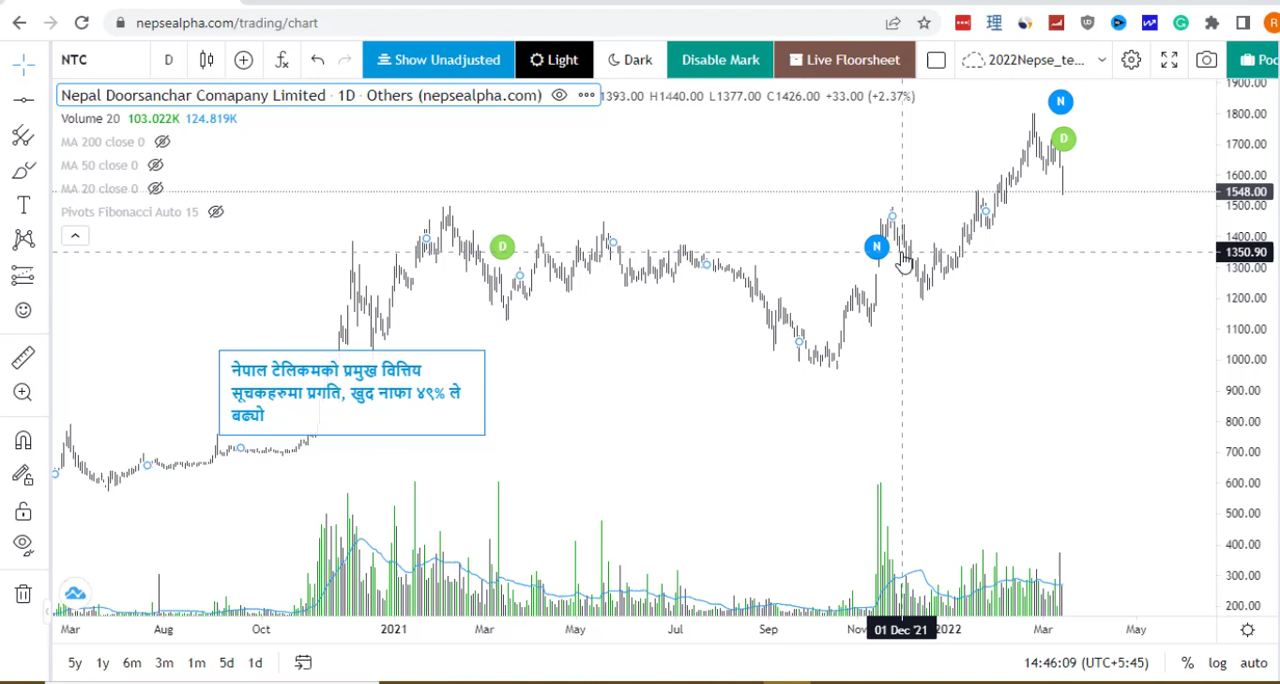 nepsealpha.com/trading/chart
NTC D Show Unadjusted Light Dark Disable Mark Live Floorsheet 2022Nepse_te... Poc
Nepal Doorsanchar Comapany Limited · 1D · Others (nepsealpha.com) 1393.00 H1440.00 L1377.00 C1426.00 +33.00 (+2.37%)
Volume 20 103.022K 124.819K
MA 200 close 0
MA 50 close 0
MA 20 close 0
Pivots Fibonacci Auto 15
N
D
D
N
नेपाल टेलिकमको प्रमुख वित्तिय
सूचकहरुमा प्रगति, खुद नाफा ४९% ले
बढ्यो
1900.00
1800.00
1700.00
1600.00
1548.00
1500.00
1400.00
1350.90
1300.00
1200.00
1100.00
1000.00
900.00
800.00
700.00
600.00
500.00
400.00
300.00
200.00
Mar Aug Oct 2021 Mar May Jul Sep Nov 01 Dec '21 2022 Mar May
5y 1y 6m 3m 1m 5d 1d 14:46:09 (UTC+5:45) % log auto